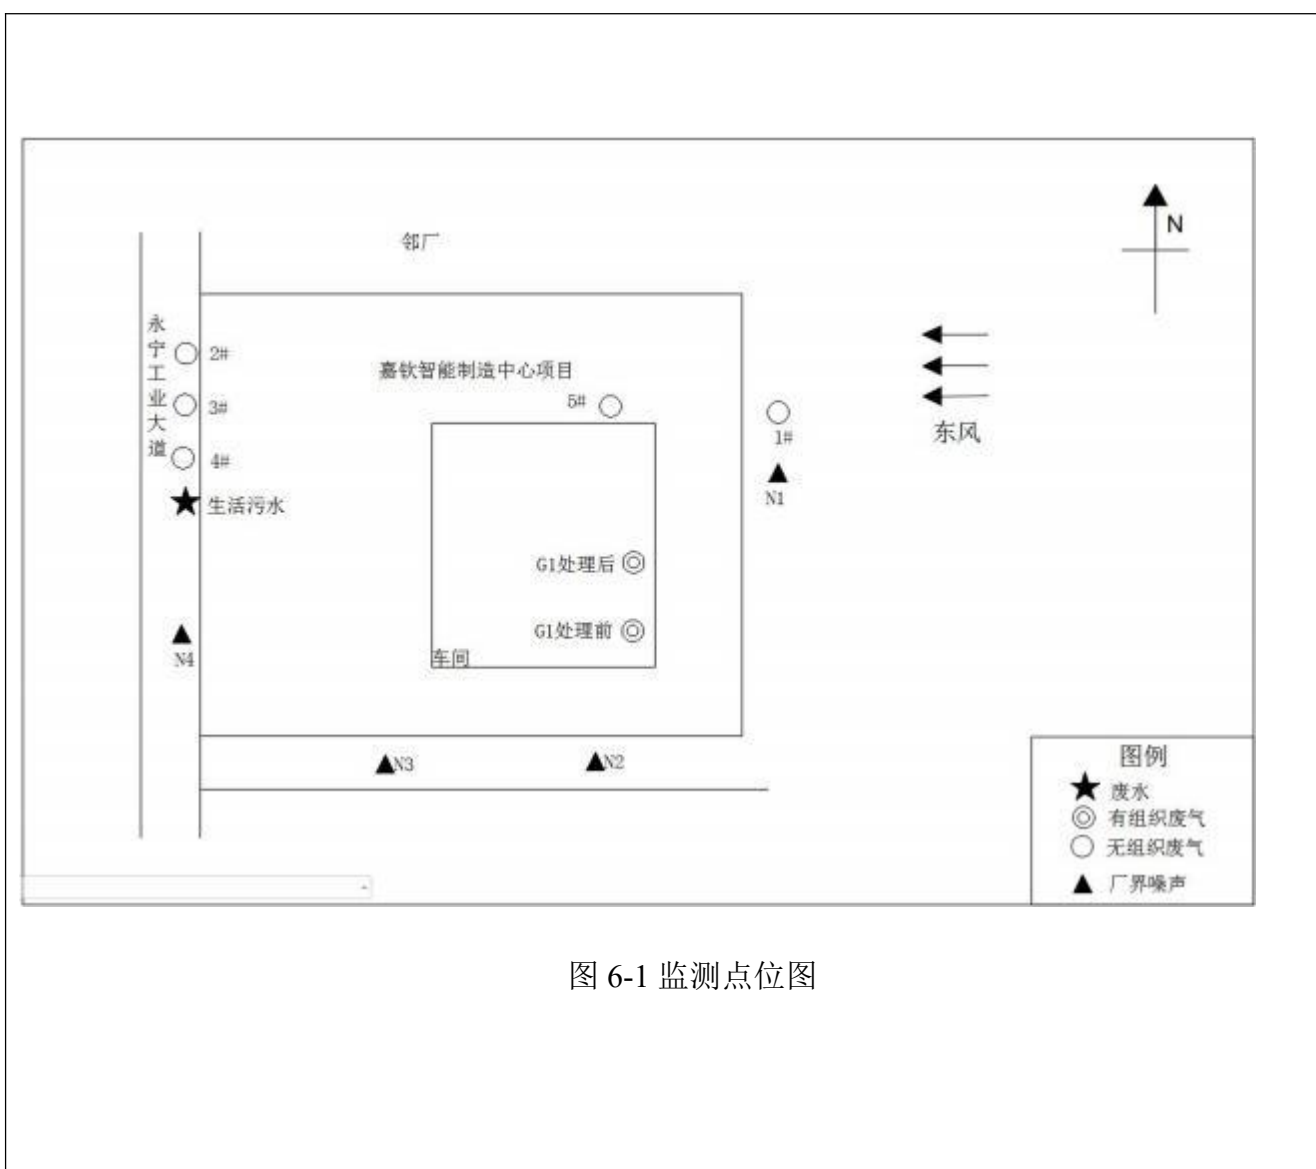 邻厂
N
永宁工业大道
2#
嘉钦智能制造中心项目
5#
3#
1#
东风
4#
生活污水
N1
G1处理后
G1处理前
N4
车间
N3
N2
图例
废水
有组织废气
无组织废气
厂界噪声
图 6-1 监测点位图